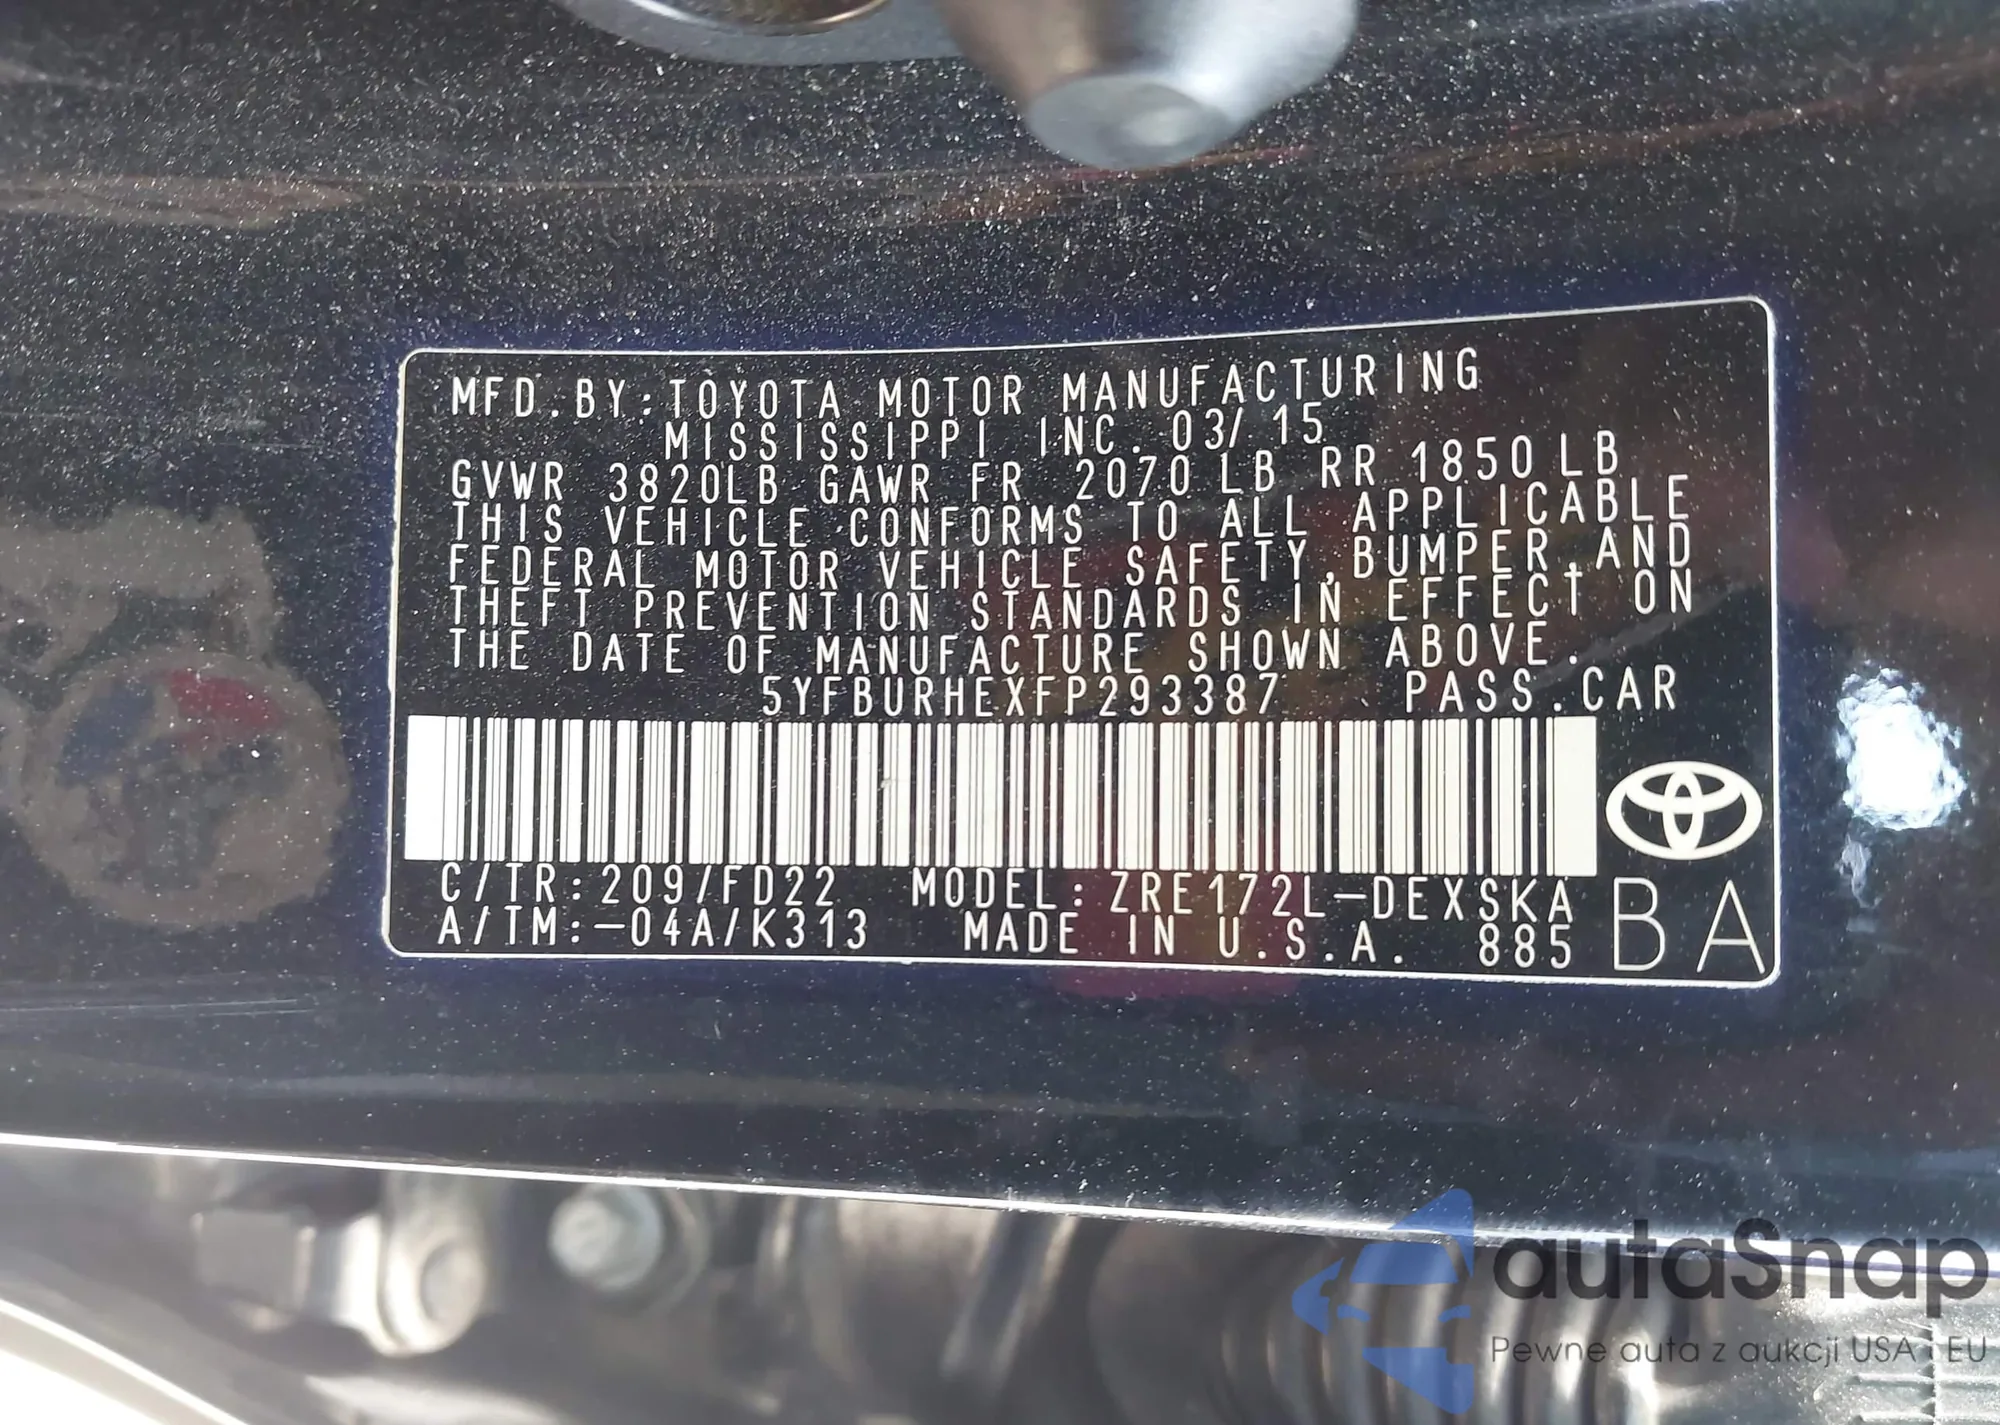 MFD.BY:TOYOTA MOTOR MANUFACTURING
MISSISSIPPI INC. 03/15
GVWR 3820LB GAWR FR 2070 LB RR 1850LB
THIS VEHICLE CONFORMS TO ALL APPLICABLE
FEDERAL MOTOR VEHICLE SAFETY,BUMPER,AND
THEFT PREVENTION STANDARDS IN EFFECT ON
THE DATE OF MANUFACTURE SHOWN ABOVE.
5YFBURHEXFP293387 PASS.CAR
C/TR:209/FD22 MODEL:ZRE172L-DEXSKA
A/TM:-04A/K313 MADE IN U.S.A. 885
BA
autaSnap
Pewne auta z aukcji USA i EU